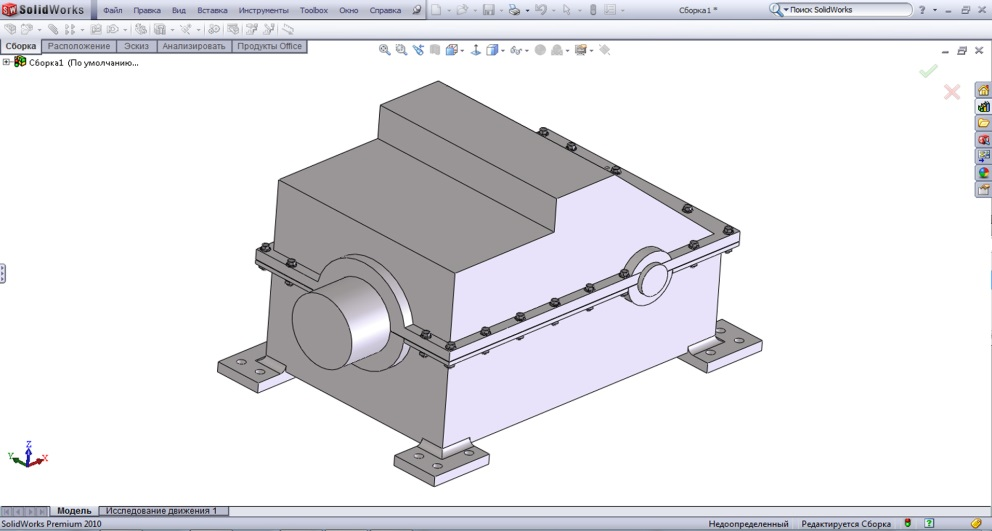 SolidWorks Файл Правка Вид Вставка Инструменты Toolbox Окно Справка Сборка1 * Поиск SolidWorks ?
Сборка Расположение Эскиз Анализировать Продукты Office
Сборка1 (По умолчанию...
Z
Y X
Модель Исследование движения 1
SolidWorks Premium 2010 Недоопределенный Редактируется Сборка ?